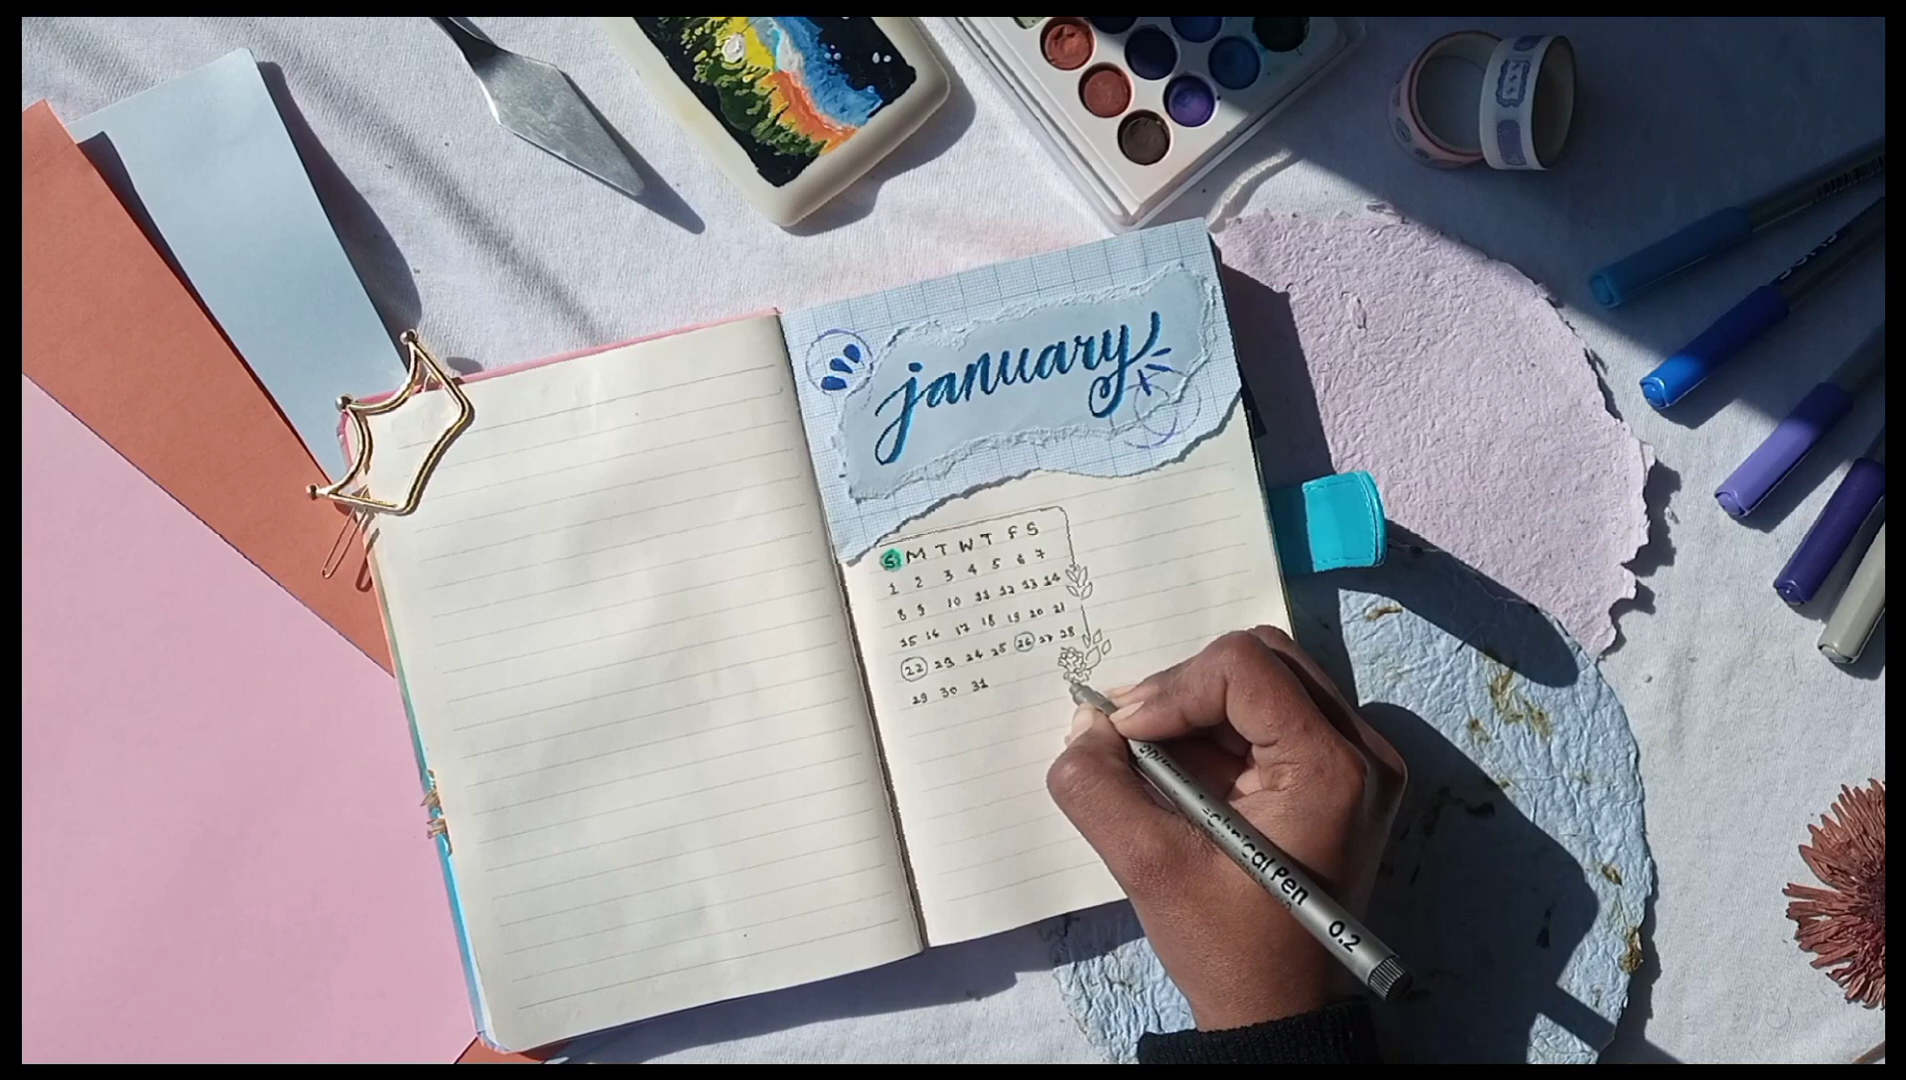 january
S M T W T F S
1 2 3 4 5 6 7
8 9 10 11 12 13 14
15 16 17 18 19 20 21
22 23 24 25 26 27 28
29 30 31
Technical Pen 0.2